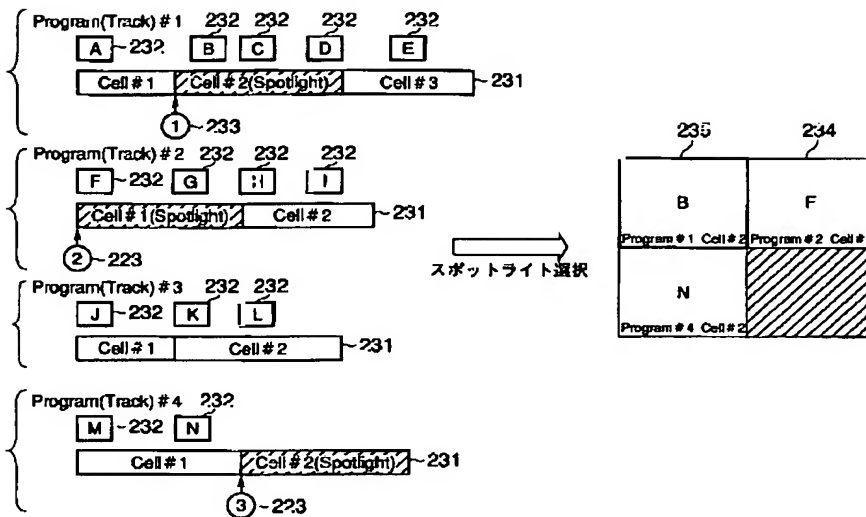 Program(Track) #1
232 232 232 232
A 232 B C D E
Cell #1 Cell #2(Spotlight) Cell #3 231
1 233
Program(Track) #2
232 232 232
F 232 G H I
Cell #1(Spotlight) Cell #2 231
2 223
Program(Track) #3
232 232
J 232 K L
Cell #1 Cell #2 231
Program(Track) #4
232
M 232 N
Cell #1 Cell #2(Spotlight) 231
3 223
スポットライト選択
235 234
B F
Program #1 Cell #2 Program #2 Cell #
N
Program #4 Cell #2